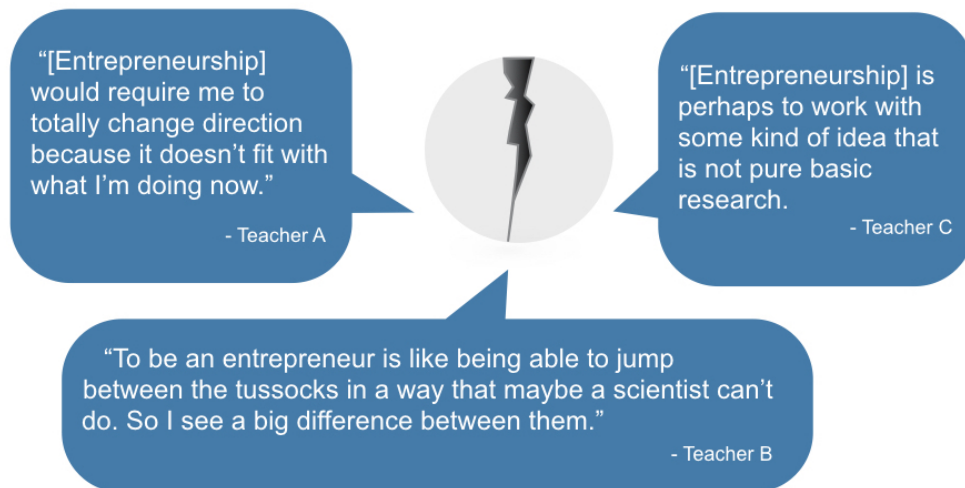 “[Entrepreneurship]
would require me to
totally change direction
because it doesn’t fit with
what I’m doing now.”
- Teacher A
“[Entrepreneurship] is
perhaps to work with
some kind of idea that
is not pure basic
research.
- Teacher C
“To be an entrepreneur is like being able to jump
between the tussocks in a way that maybe a scientist can’t
do. So I see a big difference between them.”
- Teacher B